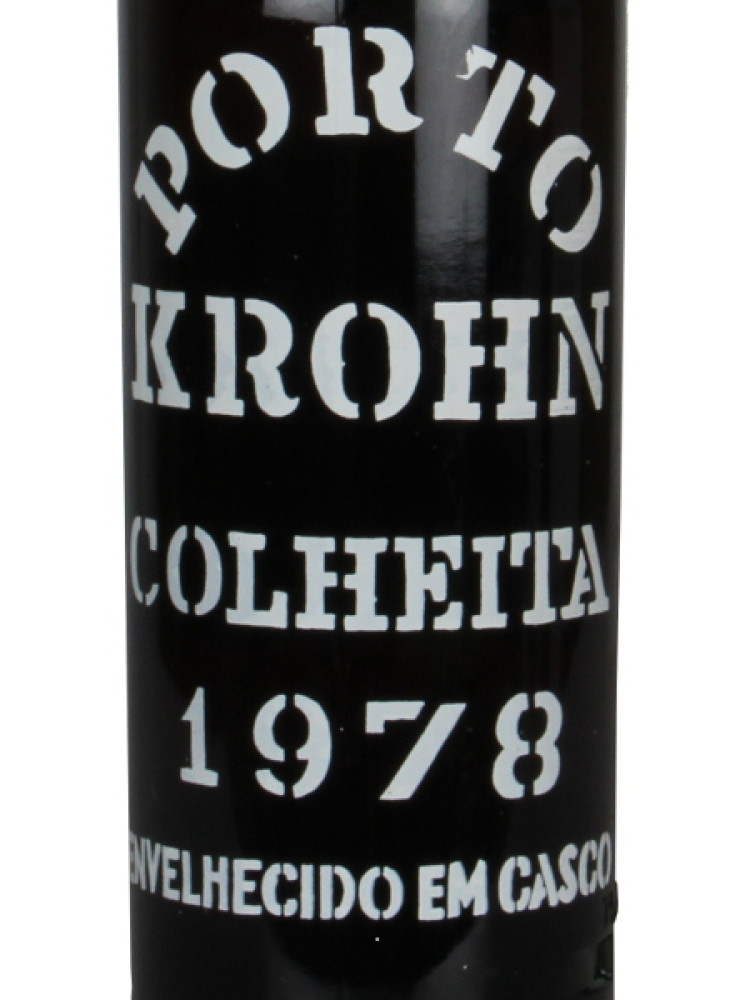 PORTO
KROHN
COLHEITA
1978
ENVELHECIDO EM CASCO